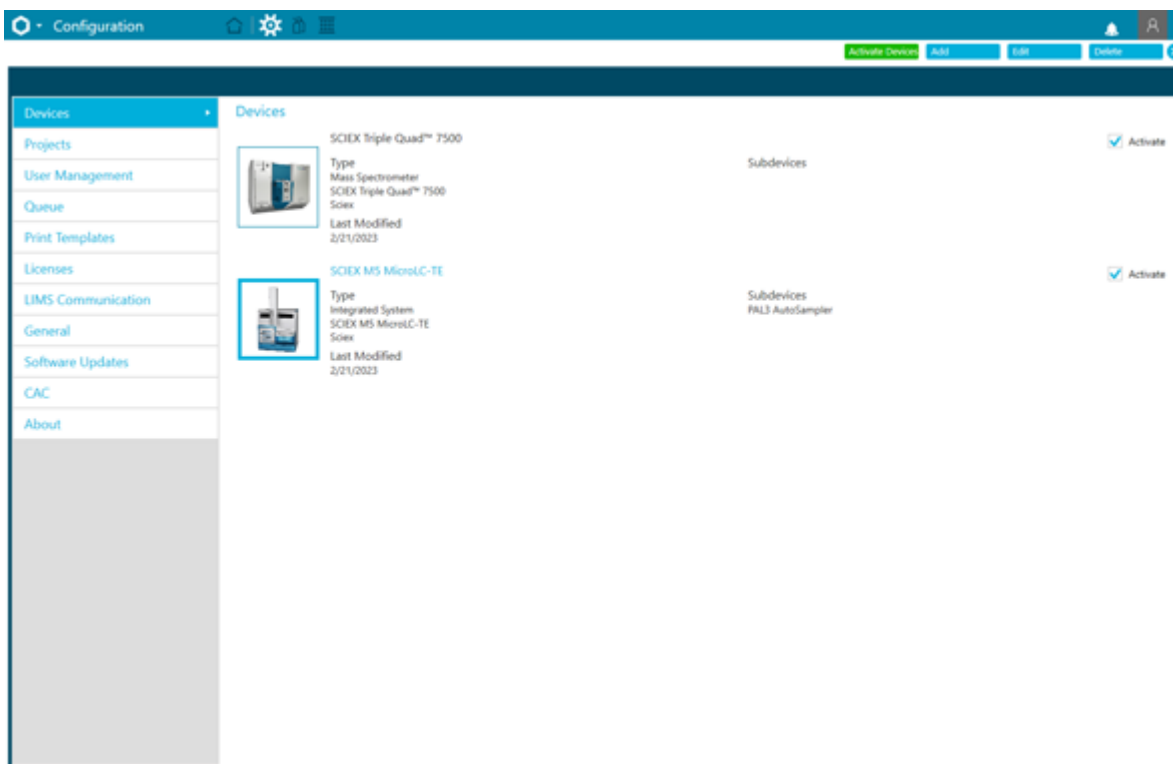 Configuration
Activate Devices Add Edit Delete
Devices
Projects
User Management
Queue
Print Templates
Licenses
LIMS Communication
General
Software Updates
CAC
About
Devices
SCIEX Triple Quad™ 7500
Activate
Type
Mass Spectrometer
SCIEX Triple Quad™ 7500
Sciex
Last Modified
2/21/2023
Subdevices
SCIEX M5 MicroLC-TE
Activate
Type
Integrated System
SCIEX M5 MicroLC-TE
Sciex
Last Modified
2/21/2023
Subdevices
PAL3 AutoSampler